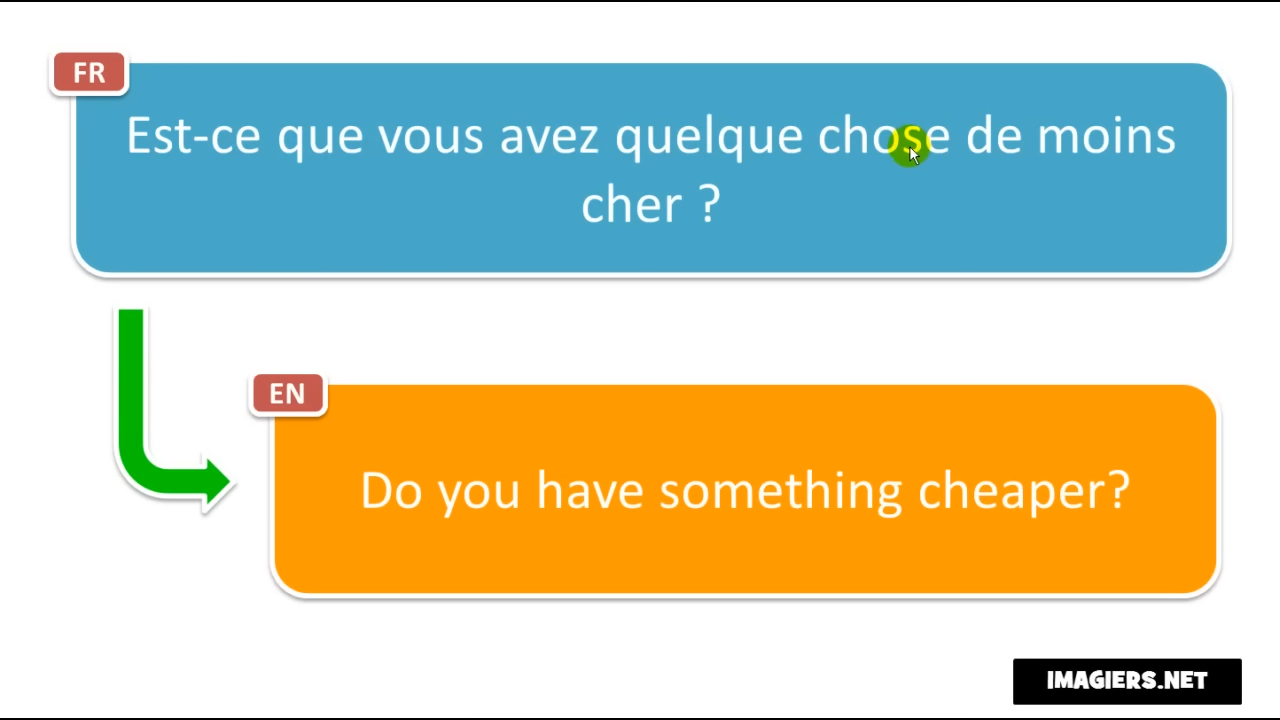 FR
Est-ce que vous avez quelque chose de moins
cher ?
EN
Do you have something cheaper?
IMAGIERS.NET